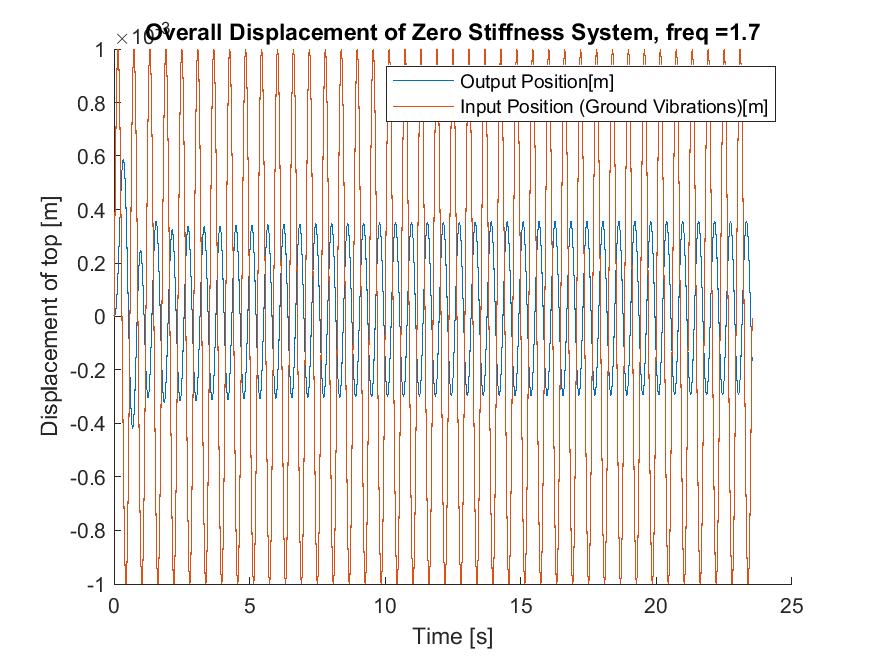 ×10-3
Overall Displacement of Zero Stiffness System, freq =1.7
Output Position[m]
Input Position (Ground Vibrations)[m]
Displacement of top [m]
1
0.8
0.6
0.4
0.2
0
-0.2
-0.4
-0.6
-0.8
-1
0 5 10 15 20 25
Time [s]